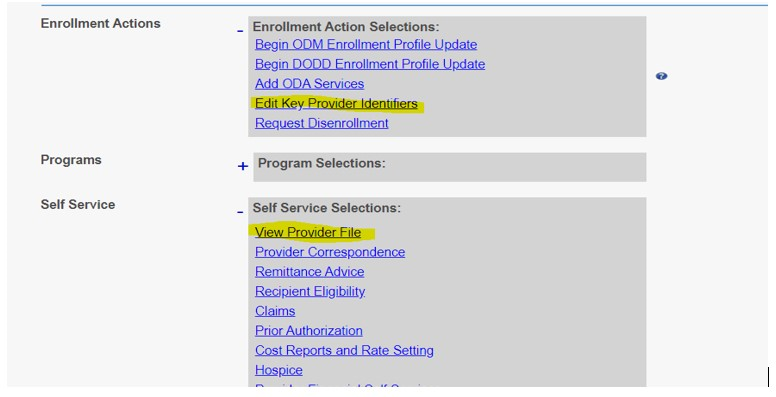 Enrollment Actions
- Enrollment Action Selections:
Begin ODM Enrollment Profile Update
Begin DODD Enrollment Profile Update
Add ODA Services
Edit Key Provider Identifiers
Request Disenrollment
?
Programs
+ Program Selections:
Self Service
- Self Service Selections:
View Provider File
Provider Correspondence
Remittance Advice
Recipient Eligibility
Claims
Prior Authorization
Cost Reports and Rate Setting
Hospice